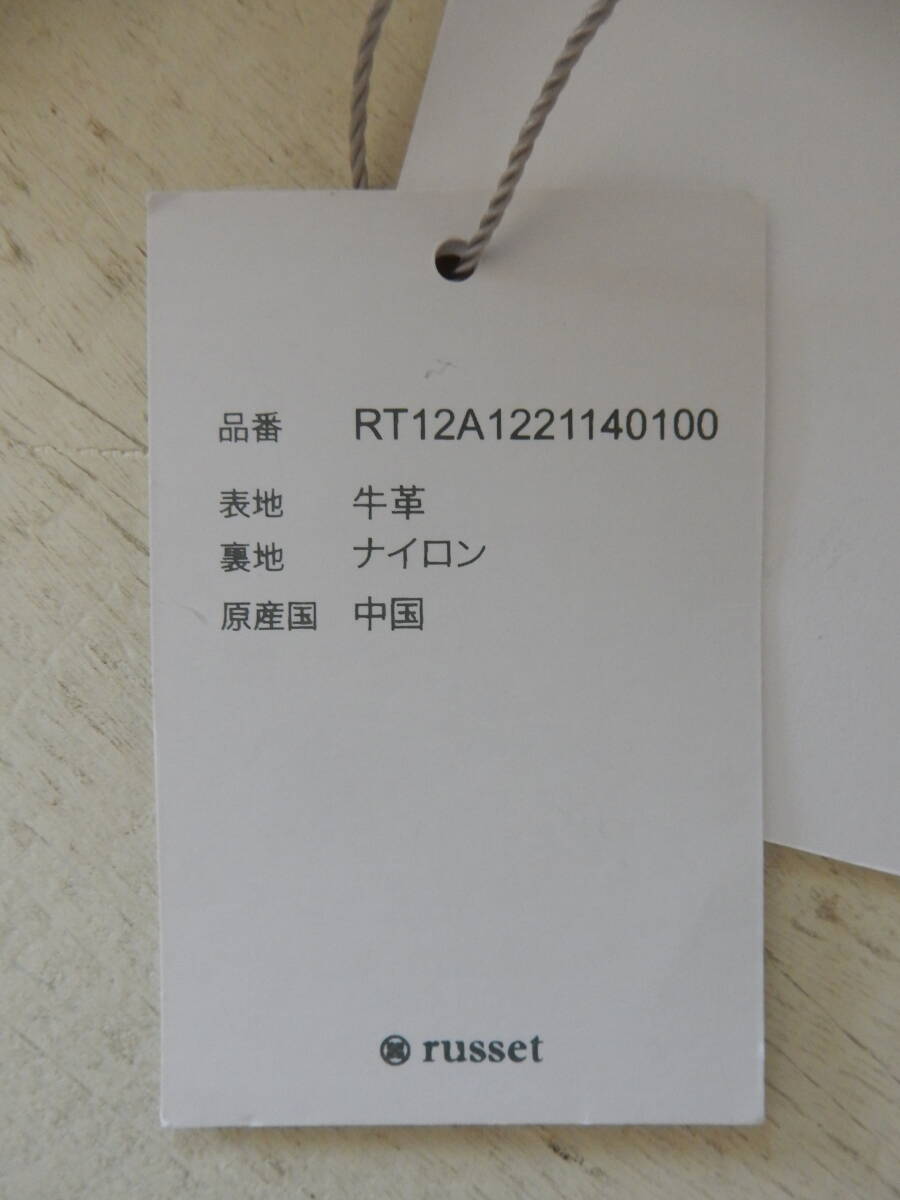 品番 RT12A1221140100
表地 牛革
裏地 ナイロン
原産国 中国
russet